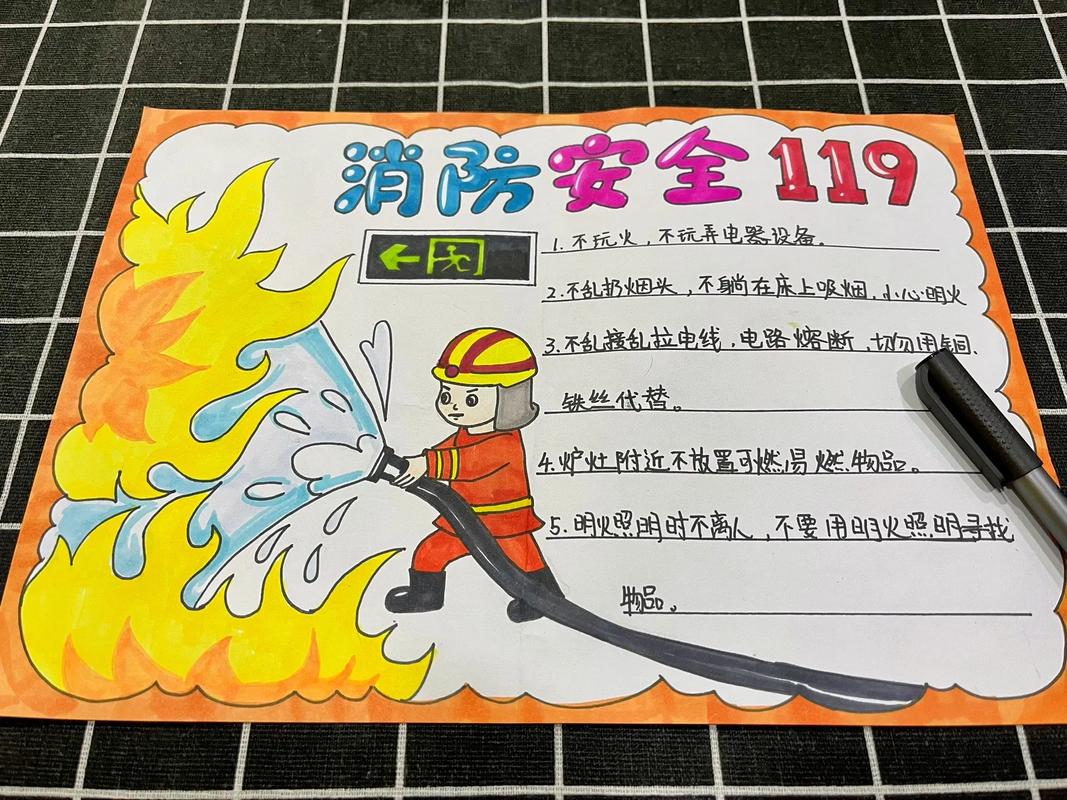 消防安全119
1.不玩火，不玩弄电器设备。
2.不乱扔烟头，不躺在床上吸烟，小心明火
3.不乱接乱拉电线，电路熔断，切勿用铜、
铁丝代替。
4.炉灶附近不放置可燃易燃物品。
5.明火照明时不离人，不要用明火照明寻找
物品。